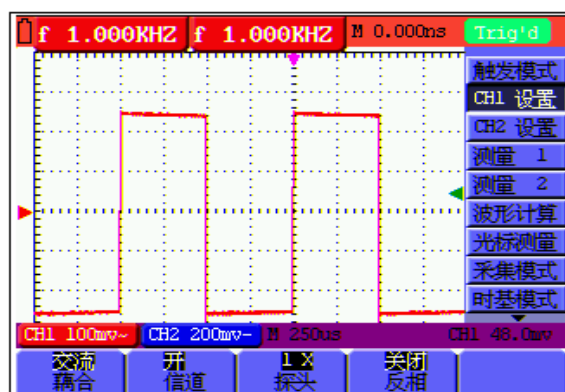 f 1.000KHZ f 1.000KHZ M 0.000ns Trig'd
触发模式
CH1 设置
CH2 设置
测量 1
测量 2
波形计算
光标测量
采集模式
时基模式
CH1 100mv~ CH2 200mv- M 250us CH1 48.0mv
交流 开 1 X 关闭
藕合 信道 探头 反相